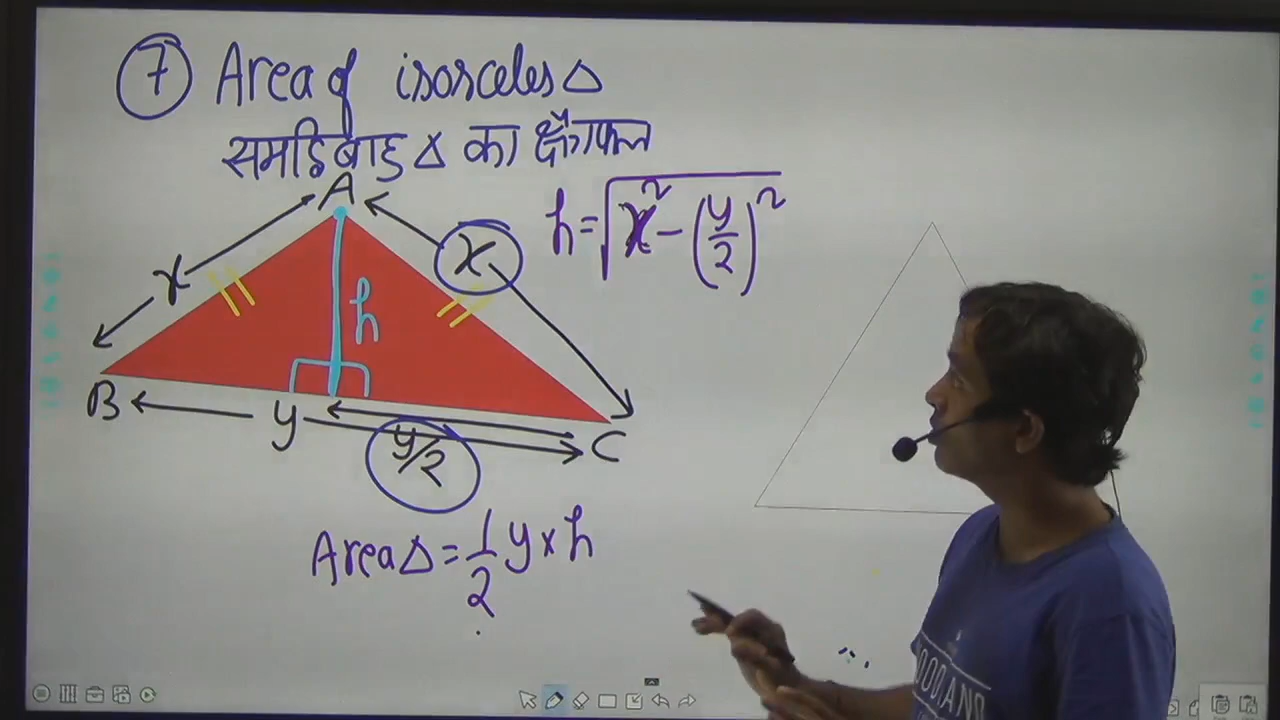 7 Area of isosceles Δ
समद्विबाहु Δ का क्षेत्रफल
A
h = √x² - (y/2)²
x
x
h
B
y
y/2
C
Area Δ = 1/2 y × h